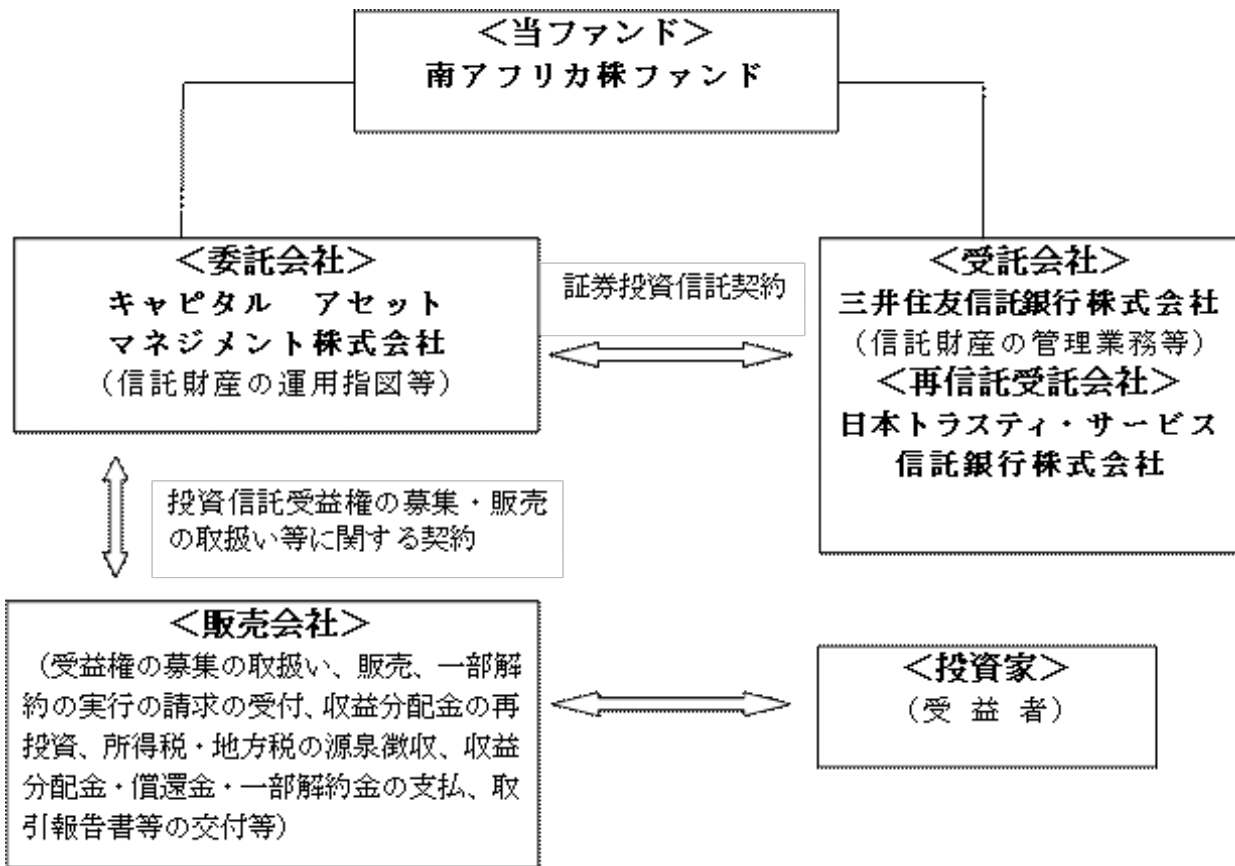 ＜当ファンド＞
南アフリカ株ファンド
＜委託会社＞
キャピタル　アセット
マネジメント株式会社
（信託財産の運用指図等）
証券投資信託契約
＜受託会社＞
三井住友信託銀行株式会社
（信託財産の管理業務等）
＜再信託受託会社＞
日本トラスティ・サービス
信託銀行株式会社
投資信託受益権の募集・販売
の取扱い等に関する契約
＜販売会社＞
（受益権の募集の取扱い、販売、一部解
約の実行の請求の受付、収益分配金の再
投資、所得税・地方税の源泉徴収、収益
分配金・償還金・一部解約金の支払、取
引報告書等の交付等）
＜投資家＞
（受 益 者）